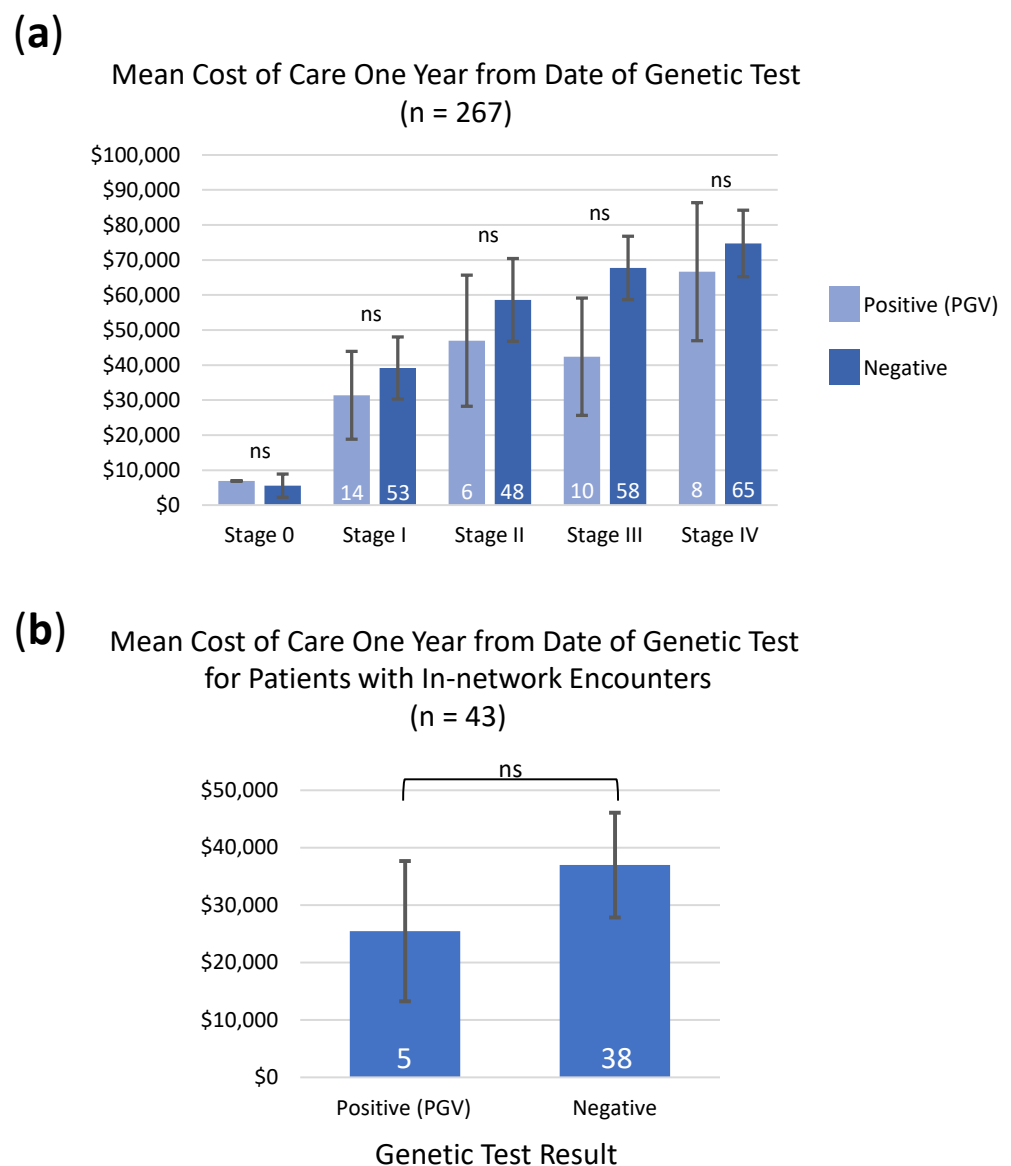 (a)
Mean Cost of Care One Year from Date of Genetic Test
(n = 267)
$100,000
$90,000
$80,000
$70,000
$60,000
$50,000
$40,000
$30,000
$20,000
$10,000
$0
ns
ns
ns
ns
ns
14
53
6
48
10
58
8
65
Stage 0
Stage I
Stage II
Stage III
Stage IV
Positive (PGV)
Negative
(b)
Mean Cost of Care One Year from Date of Genetic Test
for Patients with In-network Encounters
(n = 43)
ns
$50,000
$40,000
$30,000
$20,000
$10,000
$0
5
38
Positive (PGV)
Negative
Genetic Test Result